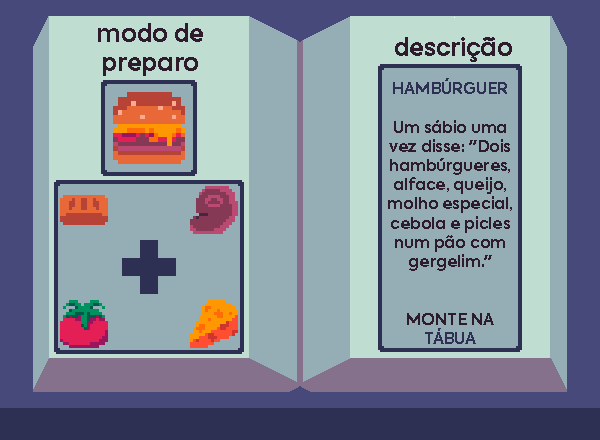 modo de
preparo
descrição
HAMBÚRGUER
Um sábio uma
vez disse: "Dois
hambúrgueres,
alface, queijo,
molho especial,
cebola e picles
num pão com
gergelim."
MONTE NA
TÁBUA